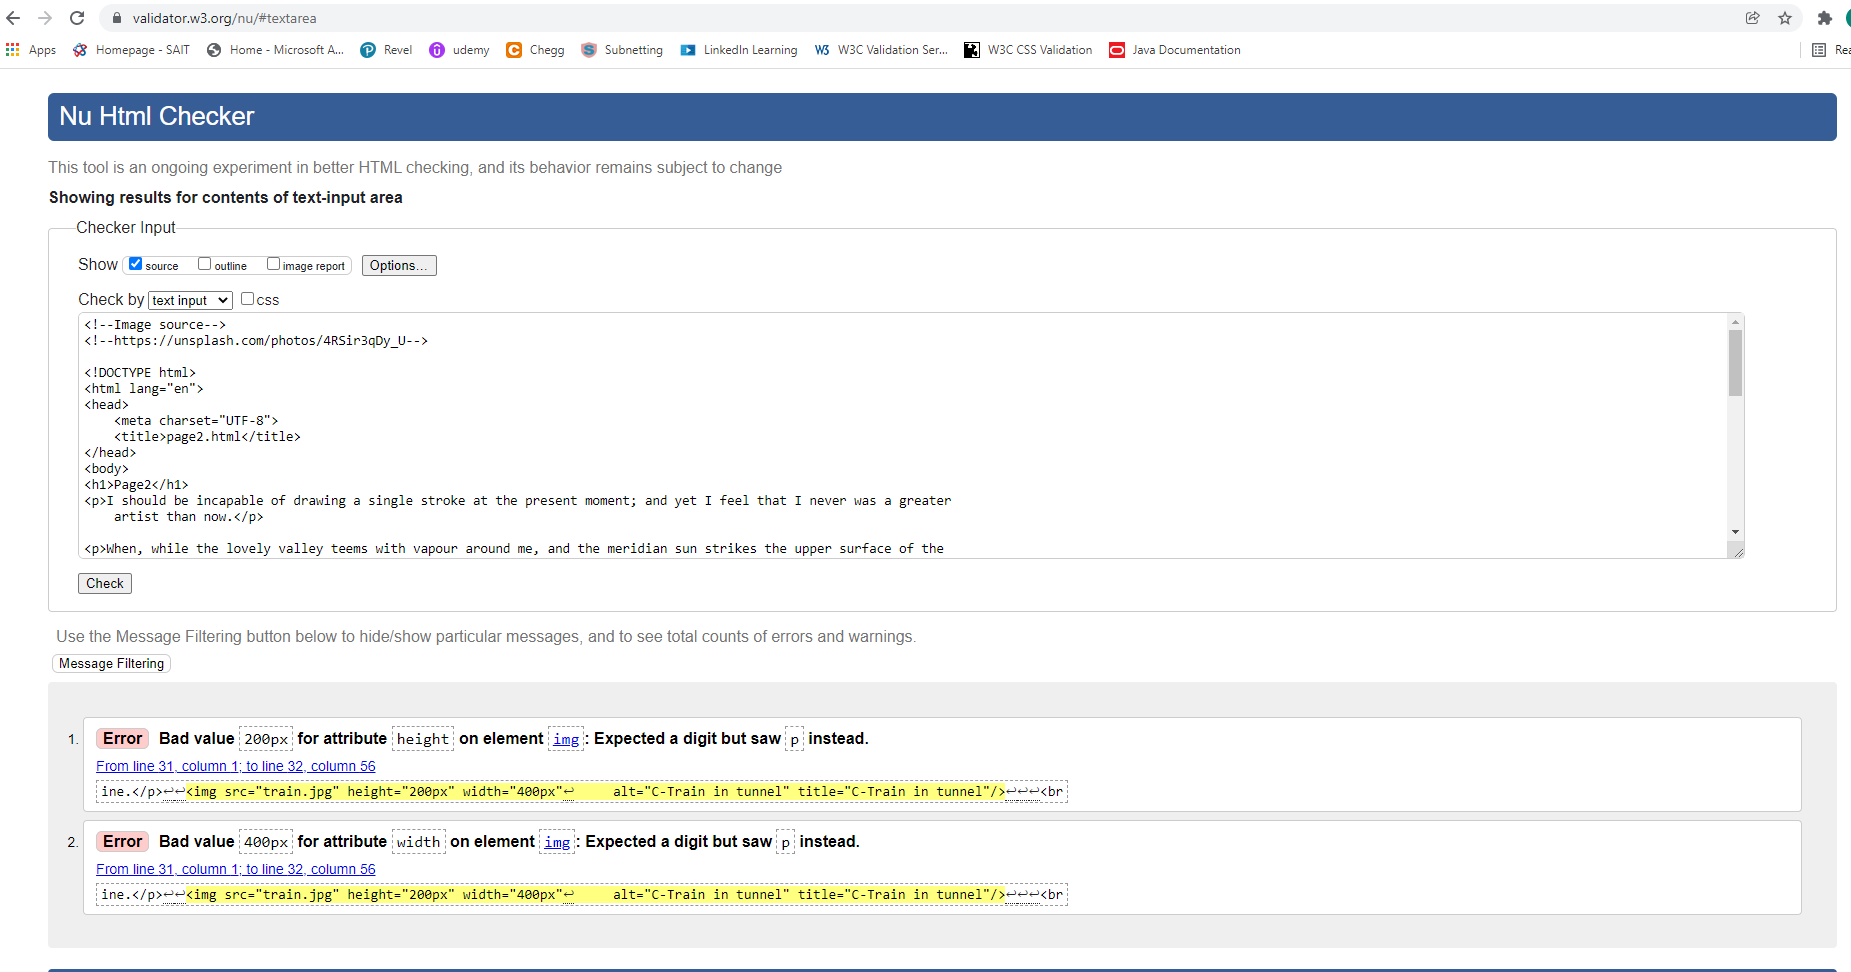 validator.w3.org/nu/#textarea
Apps Homepage - SAIT Home - Microsoft A... Revel udemy Chegg Subnetting LinkedIn Learning W3C Validation Ser... W3C CSS Validation Java Documentation
Nu Html Checker
This tool is an ongoing experiment in better HTML checking, and its behavior remains subject to change
Showing results for contents of text-input area
Checker Input
Show source outline image report Options...
Check by text input css
<!--Image source-->
<!--https://unsplash.com/photos/4RSir3qDy_U-->
<!DOCTYPE html>
<html lang="en">
<head>
<meta charset="UTF-8">
<title>page2.html</title>
</head>
<body>
<h1>Page2</h1>
<p>I should be incapable of drawing a single stroke at the present moment; and yet I feel that I never was a greater
artist than now.</p>
<p>When, while the lovely valley teems with vapour around me, and the meridian sun strikes the upper surface of the
Check
Use the Message Filtering button below to hide/show particular messages, and to see total counts of errors and warnings.
Message Filtering
1. Error Bad value 200px for attribute height on element img: Expected a digit but saw p instead.
From line 31, column 1; to line 32, column 56
ine.</p>↩↩<img src="train.jpg" height="200px" width="400px"↩     alt="C-Train in tunnel" title="C-Train in tunnel"/>↩↩↩<br
2. Error Bad value 400px for attribute width on element img: Expected a digit but saw p instead.
From line 31, column 1; to line 32, column 56
ine.</p>↩↩<img src="train.jpg" height="200px" width="400px"↩     alt="C-Train in tunnel" title="C-Train in tunnel"/>↩↩↩<br